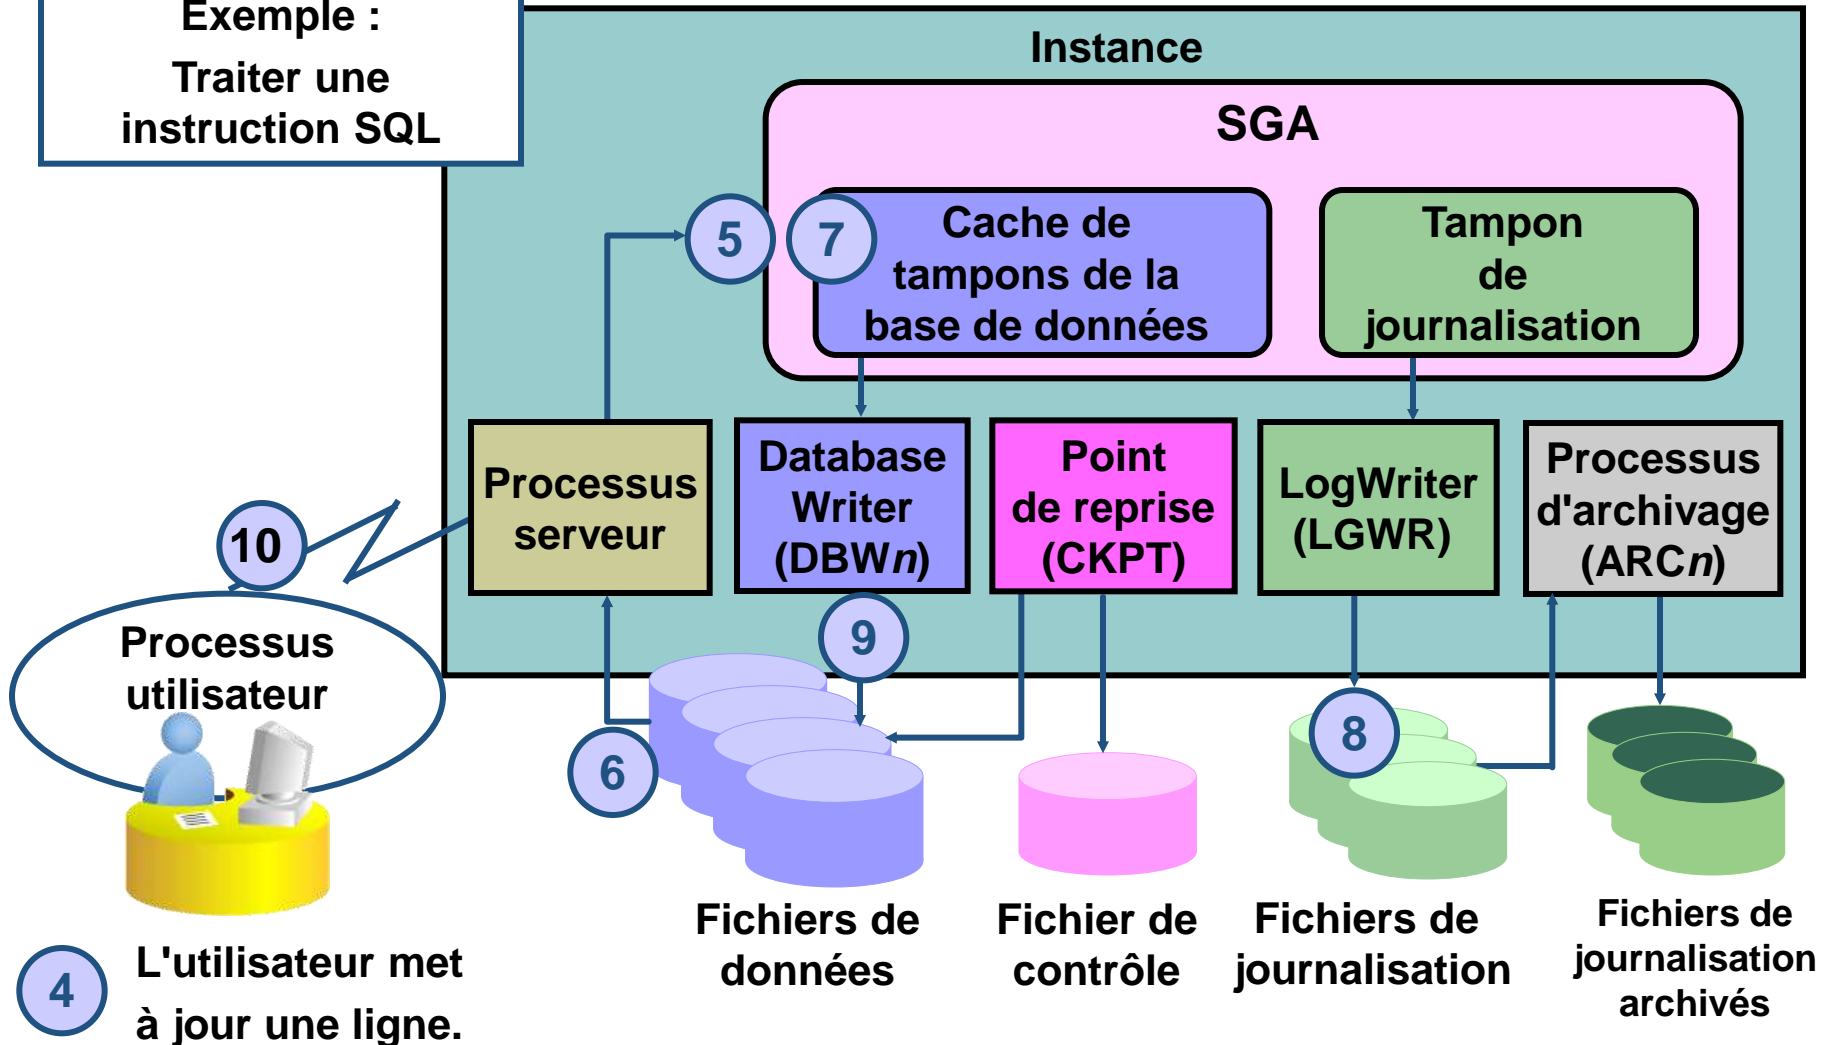 Exemple :
Traiter une
instruction SQL
Instance
SGA
5
7
Cache de
tampons de la
base de données
Tampon
de
journalisation
Processus
serveur
Database
Writer
(DBWn)
Point
de reprise
(CKPT)
LogWriter
(LGWR)
Processus
d'archivage
(ARCn)
10
Processus
utilisateur
9
6
8
Fichiers de
données
Fichier de
contrôle
Fichiers de
journalisation
Fichiers de
journalisation
archivés
4
L'utilisateur met
à jour une ligne.